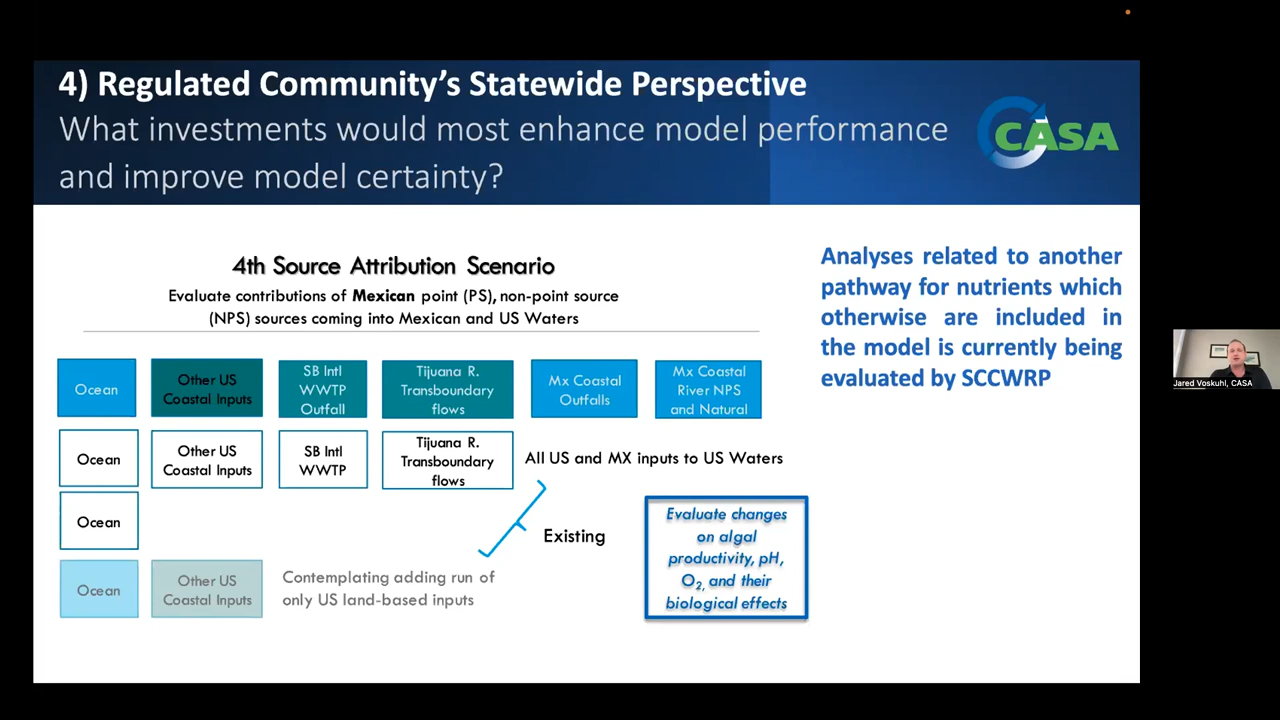 4) Regulated Community's Statewide Perspective
What investments would most enhance model performance
and improve model certainty?
CASA
4th Source Attribution Scenario
Evaluate contributions of Mexican point (PS), non-point source
(NPS) sources coming into Mexican and US Waters
Analyses related to another
pathway for nutrients which
otherwise are included in
the model is currently being
evaluated by SCCWRP
Ocean
Other US
Coastal Inputs
SB Intl
WWTP
Outfall
Tijuana R.
Transboundary
flows
Mx Coastal
Outfalls
Mx Coastal
River NPS
and Natural
Ocean
Other US
Coastal Inputs
SB Intl
WWTP
Tijuana R.
Transboundary
flows
All US and MX inputs to US Waters
Ocean
Existing
Evaluate changes
on algal
productivity, pH,
O2, and their
biological effects
Ocean
Other US
Coastal Inputs
Contemplating adding run of
only US land-based inputs
Jared Voskuhl, CASA